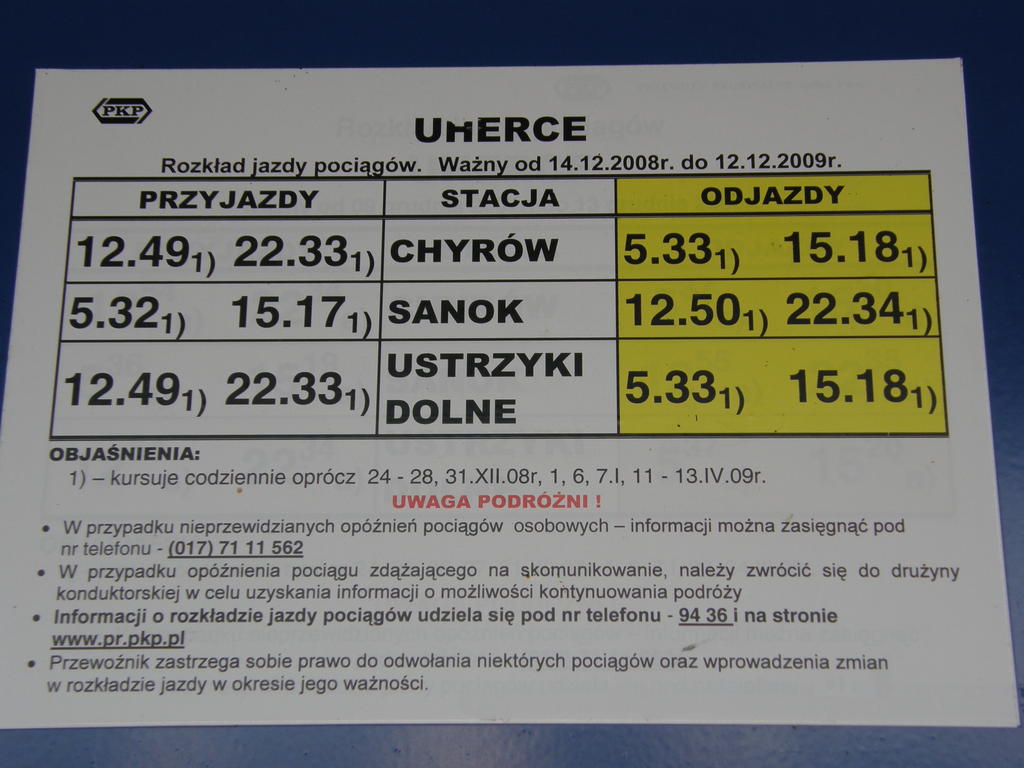 PKP
UHERCE
Rozkład jazdy pociągów. Ważny od 14.12.2008r. do 12.12.2009r.
PRZYJAZDY STACJA ODJAZDY
12.49 1) 22.33 1) CHYRÓW 5.33 1) 15.18 1)
5.32 1) 15.17 1) SANOK 12.50 1) 22.34 1)
12.49 1) 22.33 1) USTRZYKI DOLNE 5.33 1) 15.18 1)
OBJAŚNIENIA:
1) – kursuje codziennie oprócz 24 - 28, 31.XII.08r, 1, 6, 7.I, 11 - 13.IV.09r.
UWAGA PODRÓŻNI !
• W przypadku nieprzewidzianych opóźnień pociągów osobowych – informacji można zasięgnąć pod
nr telefonu - (017) 71 11 562
• W przypadku opóźnienia pociągu zdążającego na skomunikowanie, należy zwrócić się do drużyny
konduktorskiej w celu uzyskania informacji o możliwości kontynuowania podróży
• Informacji o rozkładzie jazdy pociągów udziela się pod nr telefonu - 94 36 i na stronie
www.pr.pkp.pl
• Przewoźnik zastrzega sobie prawo do odwołania niektórych pociągów oraz wprowadzenia zmian
w rozkładzie jazdy w okresie jego ważności.